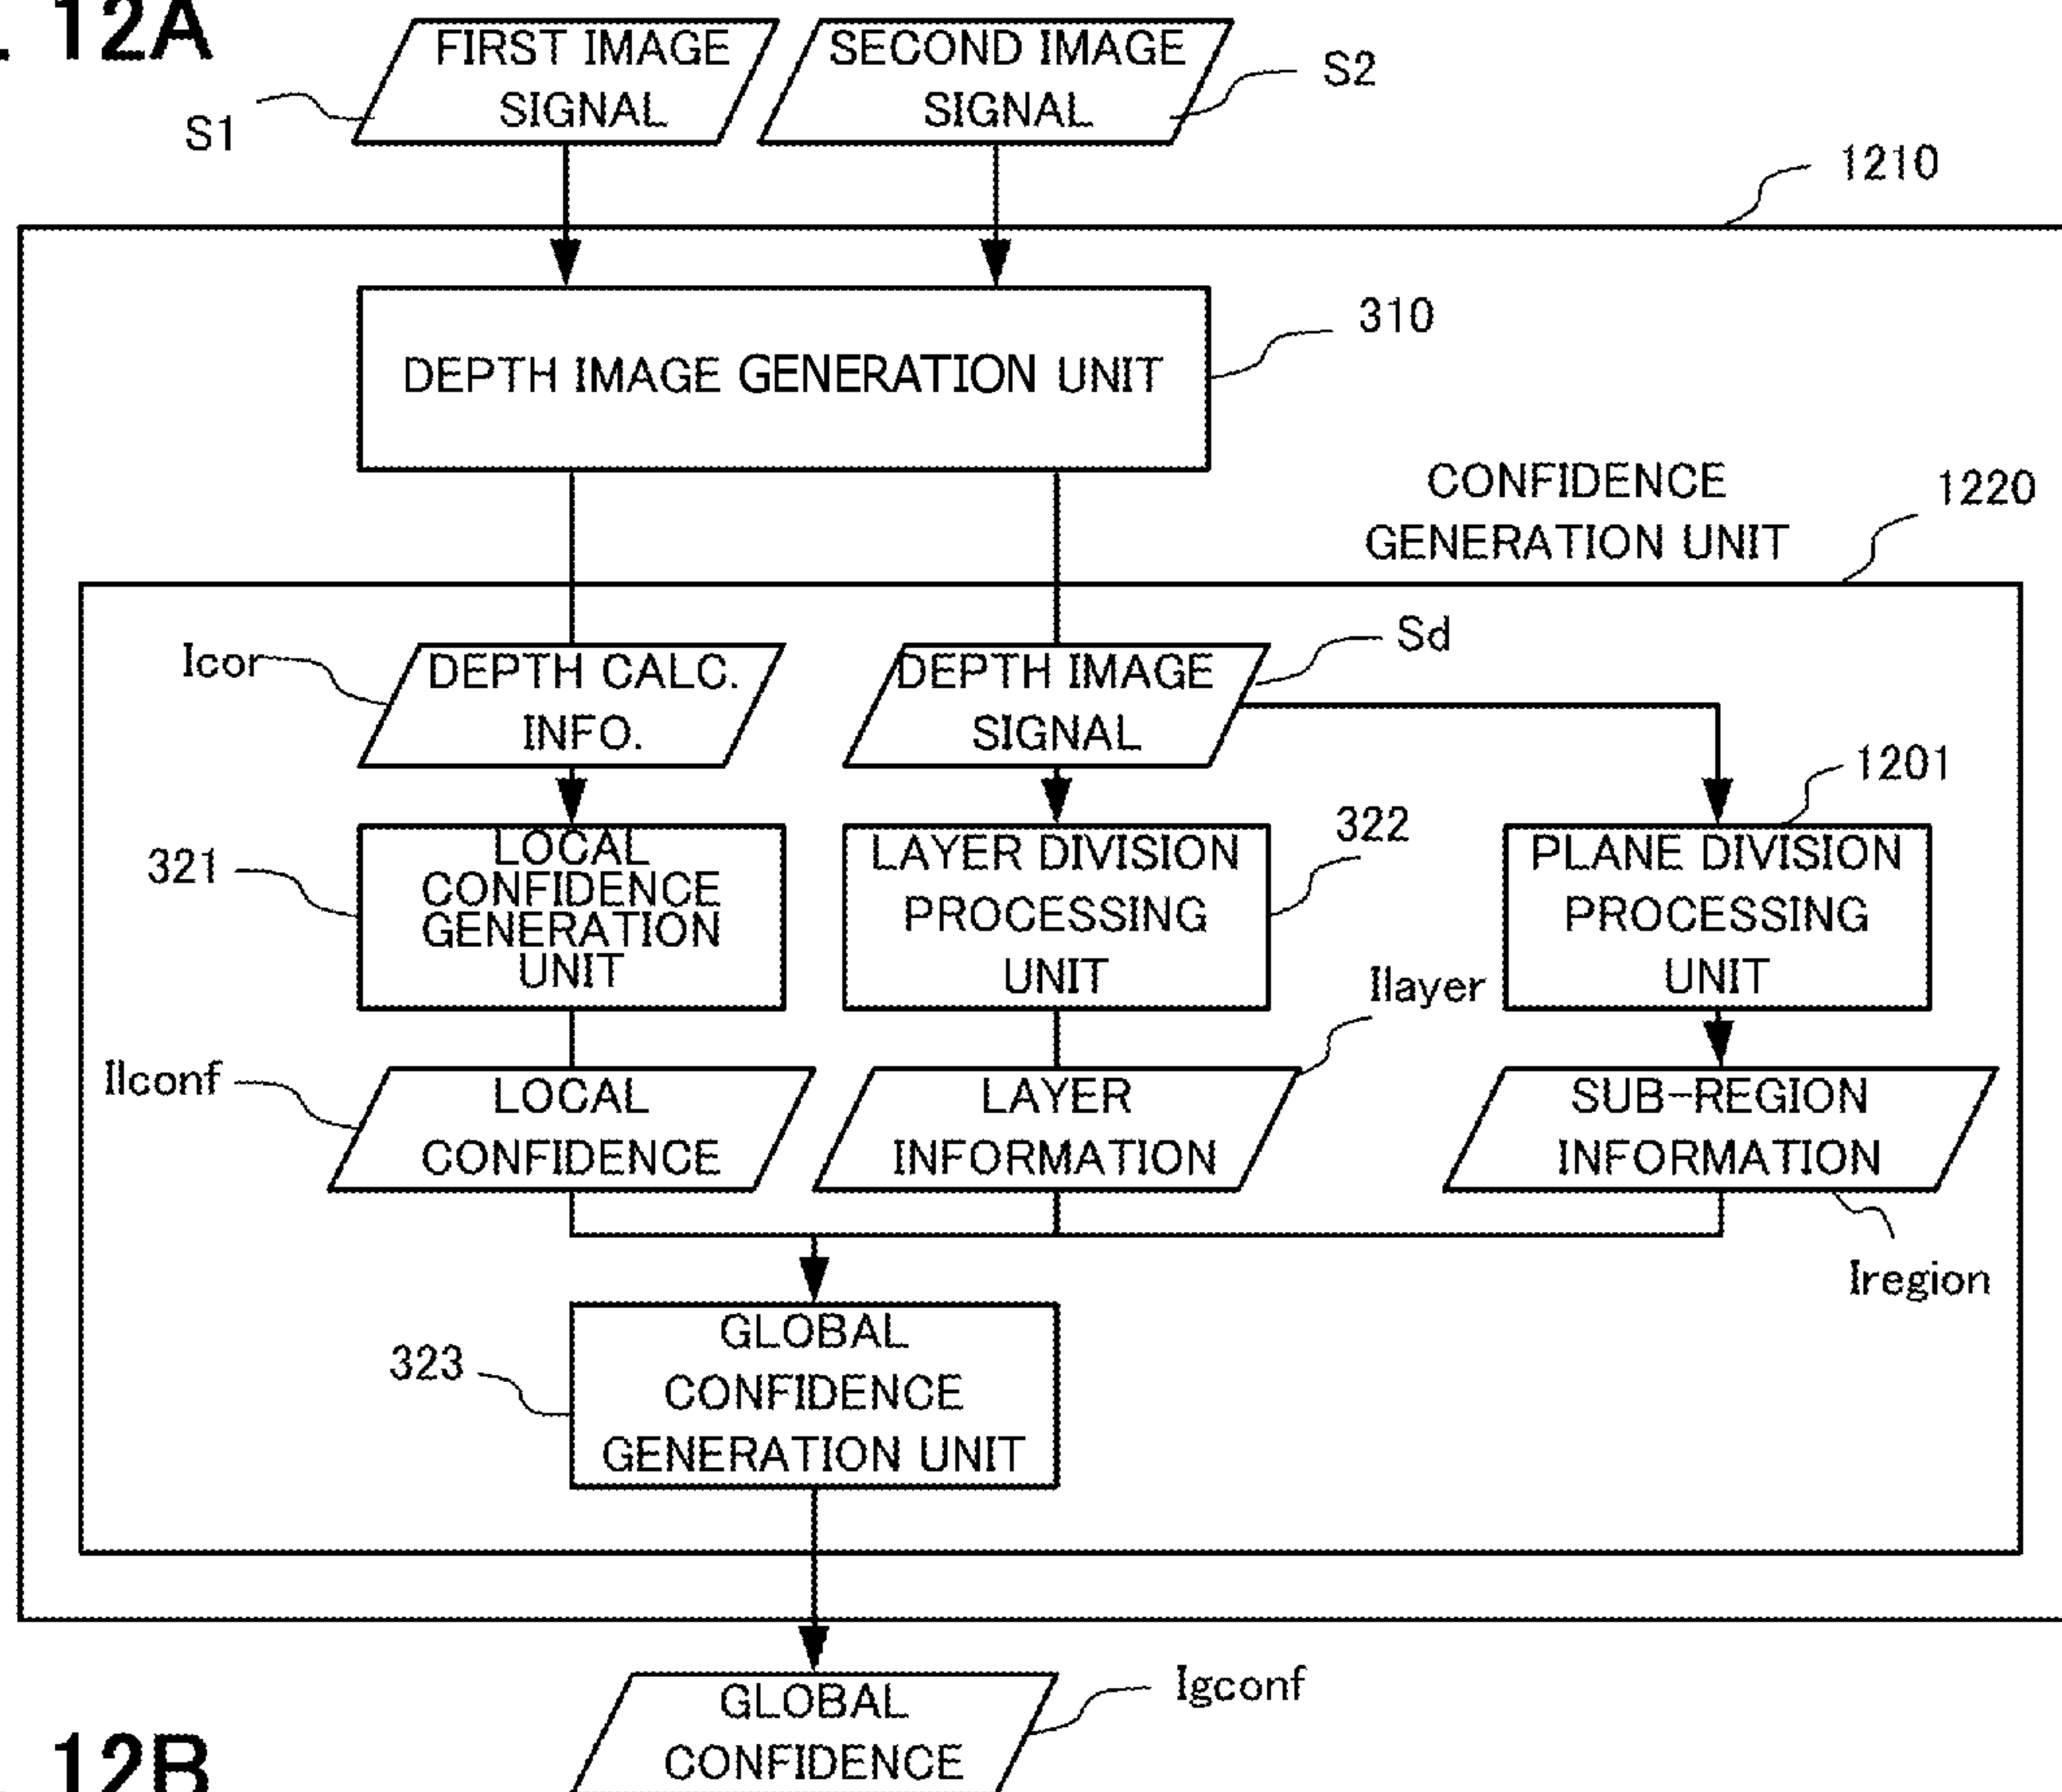 . 12A
FIRST IMAGE
SIGNAL
SECOND IMAGE
SIGNAL
S1
S2
1210
DEPTH IMAGE GENERATION UNIT
310
CONFIDENCE
GENERATION UNIT
1220
Icor
DEPTH CALC.
INFO.
DEPTH IMAGE
SIGNAL
Sd
1201
321
LOCAL
CONFIDENCE
GENERATION
UNIT
LAYER DIVISION
PROCESSING
UNIT
322
PLANE DIVISION
PROCESSING
UNIT
Ilayer
Ilconf
LOCAL
CONFIDENCE
LAYER
INFORMATION
SUB-REGION
INFORMATION
Iregion
323
GLOBAL
CONFIDENCE
GENERATION UNIT
GLOBAL
CONFIDENCE
Igconf
. 12B